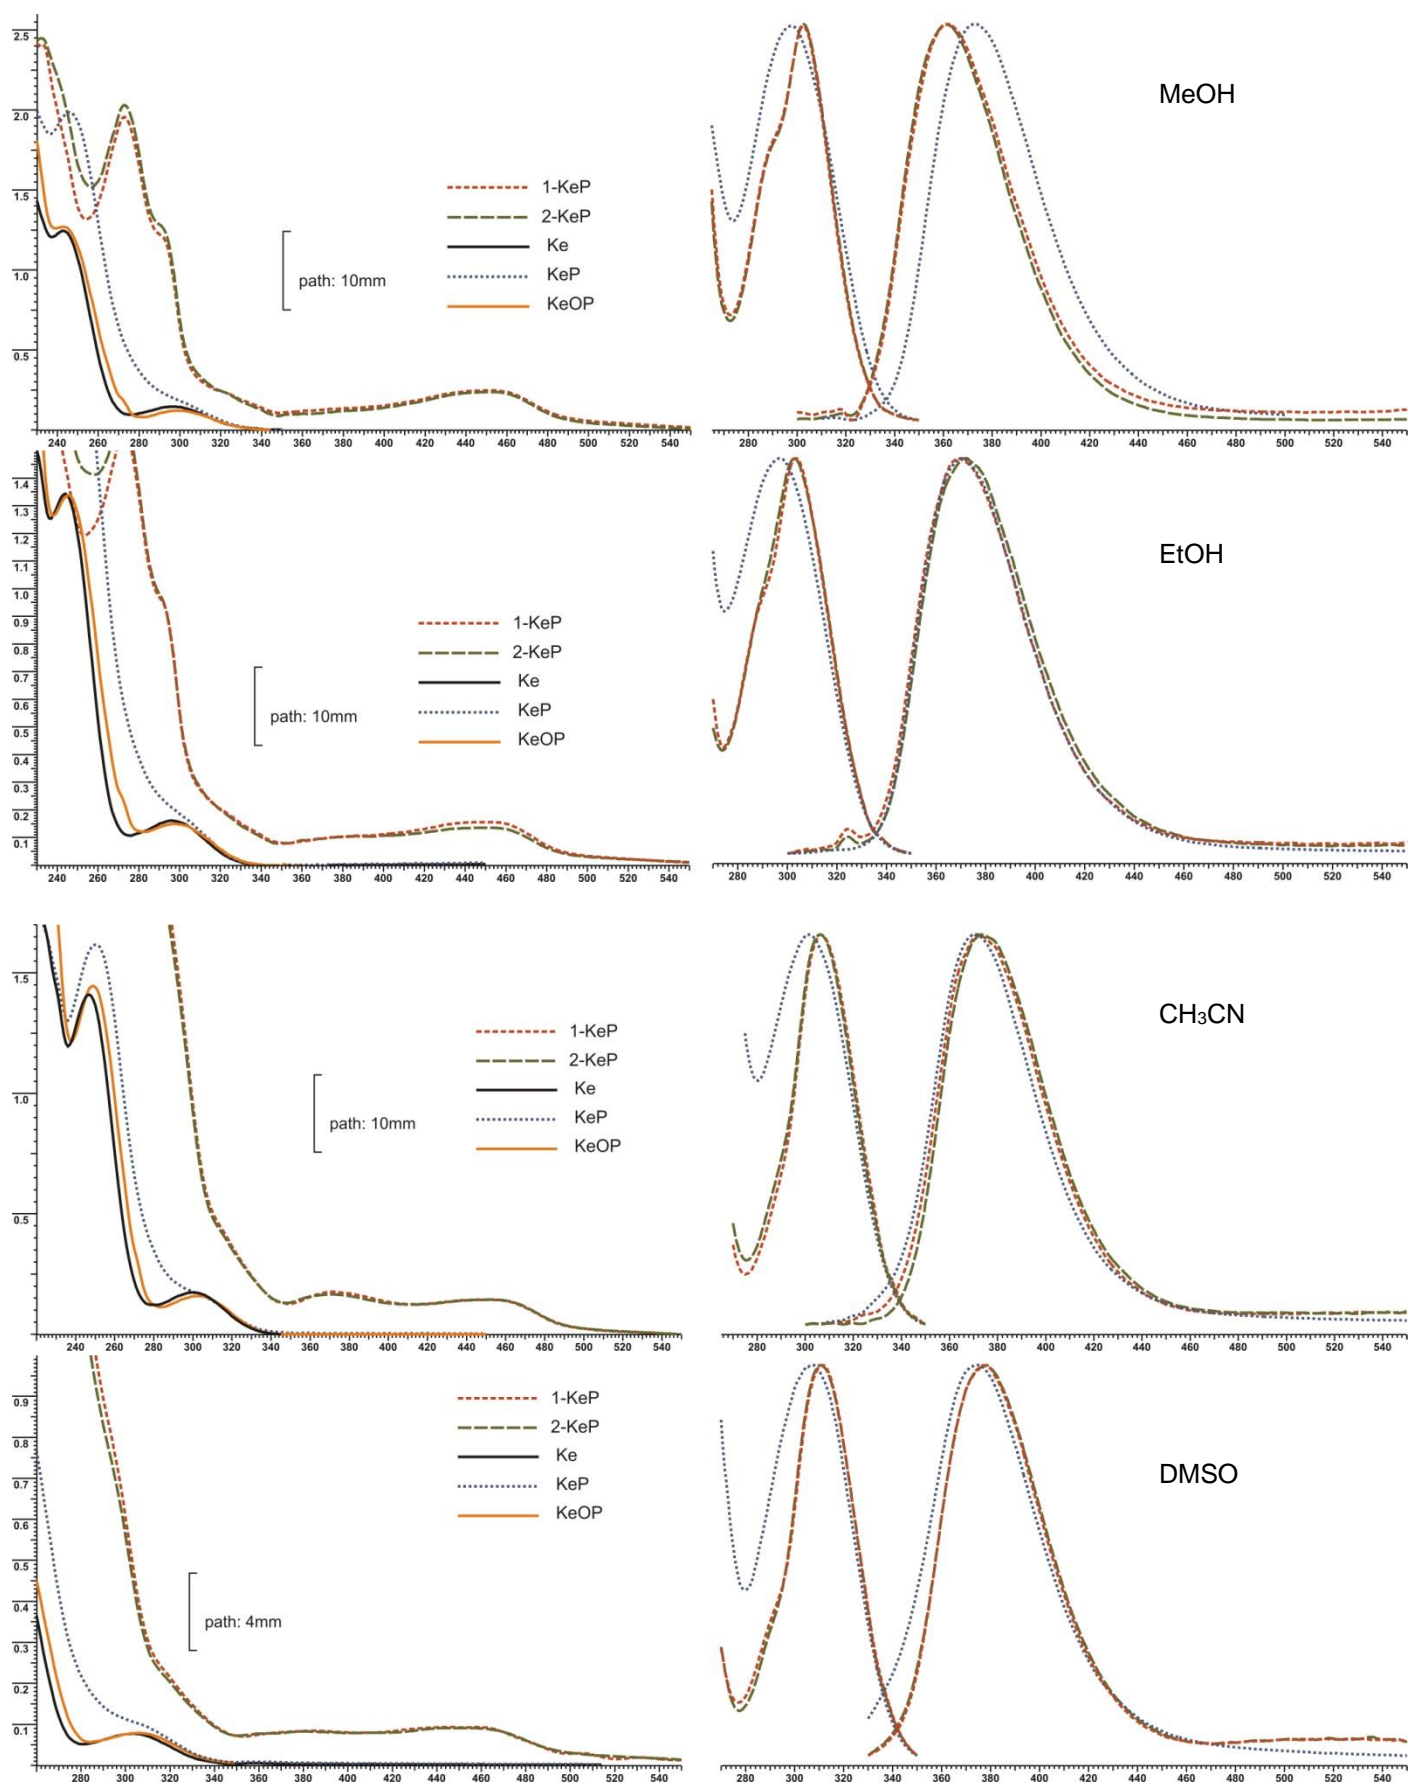 2.5
2.0
1.5
1.0
0.5
240 260 280 300 320 340 360 380 400 420 440 460 480 500 520 540
1-KeP
2-KeP
Ke
KeP
KeOP
path: 10mm
MeOH
280 300 320 340 360 380 400 420 440 460 480 500 520 540
1.4
1.3
1.2
1.1
1.0
0.9
0.8
0.7
0.6
0.5
0.4
0.3
0.2
0.1
240 260 280 300 320 340 360 380 400 420 440 460 480 500 520 540
1-KeP
2-KeP
Ke
KeP
KeOP
path: 10mm
EtOH
280 300 320 340 360 380 400 420 440 460 480 500 520 540
1.5
1.0
0.5
240 260 280 300 320 340 360 380 400 420 440 460 480 500 520 540
1-KeP
2-KeP
Ke
KeP
KeOP
path: 10mm
CH₃CN
280 300 320 340 360 380 400 420 440 460 480 500 520 540
0.9
0.8
0.7
0.6
0.5
0.4
0.3
0.2
0.1
280 300 320 340 360 380 400 420 440 460 480 500 520 540
1-KeP
2-KeP
Ke
KeP
KeOP
path: 4mm
DMSO
280 300 320 340 360 380 400 420 440 460 480 500 520 540